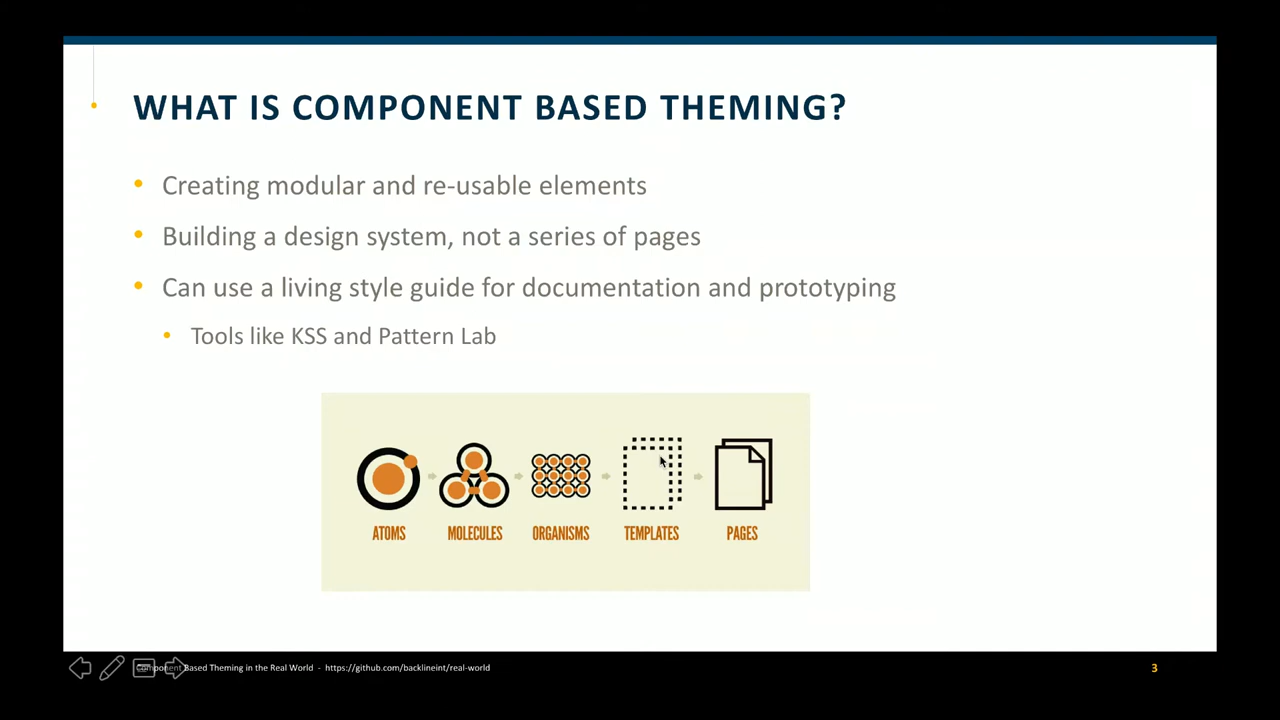 WHAT IS COMPONENT BASED THEMING?
• Creating modular and re-usable elements
• Building a design system, not a series of pages
• Can use a living style guide for documentation and prototyping
• Tools like KSS and Pattern Lab
ATOMS MOLECULES ORGANISMS TEMPLATES PAGES
Component Based Theming in the Real World - https://github.com/backlineint/real-world 3